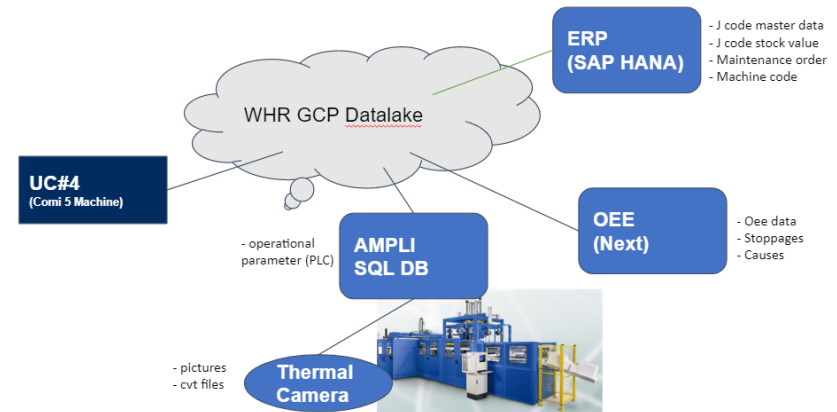 ERP
(SAP HANA)
- J code master data
- J code stock value
- Maintenance order
- Machine code
WHR GCP Datalake
UC#4
(Comi 5 Machine)
- operational
parameter (PLC)
AMPLI
SQL DB
OEE
(Next)
- Oee data
- Stoppages
- Causes
- pictures
- cvt files
Thermal
Camera